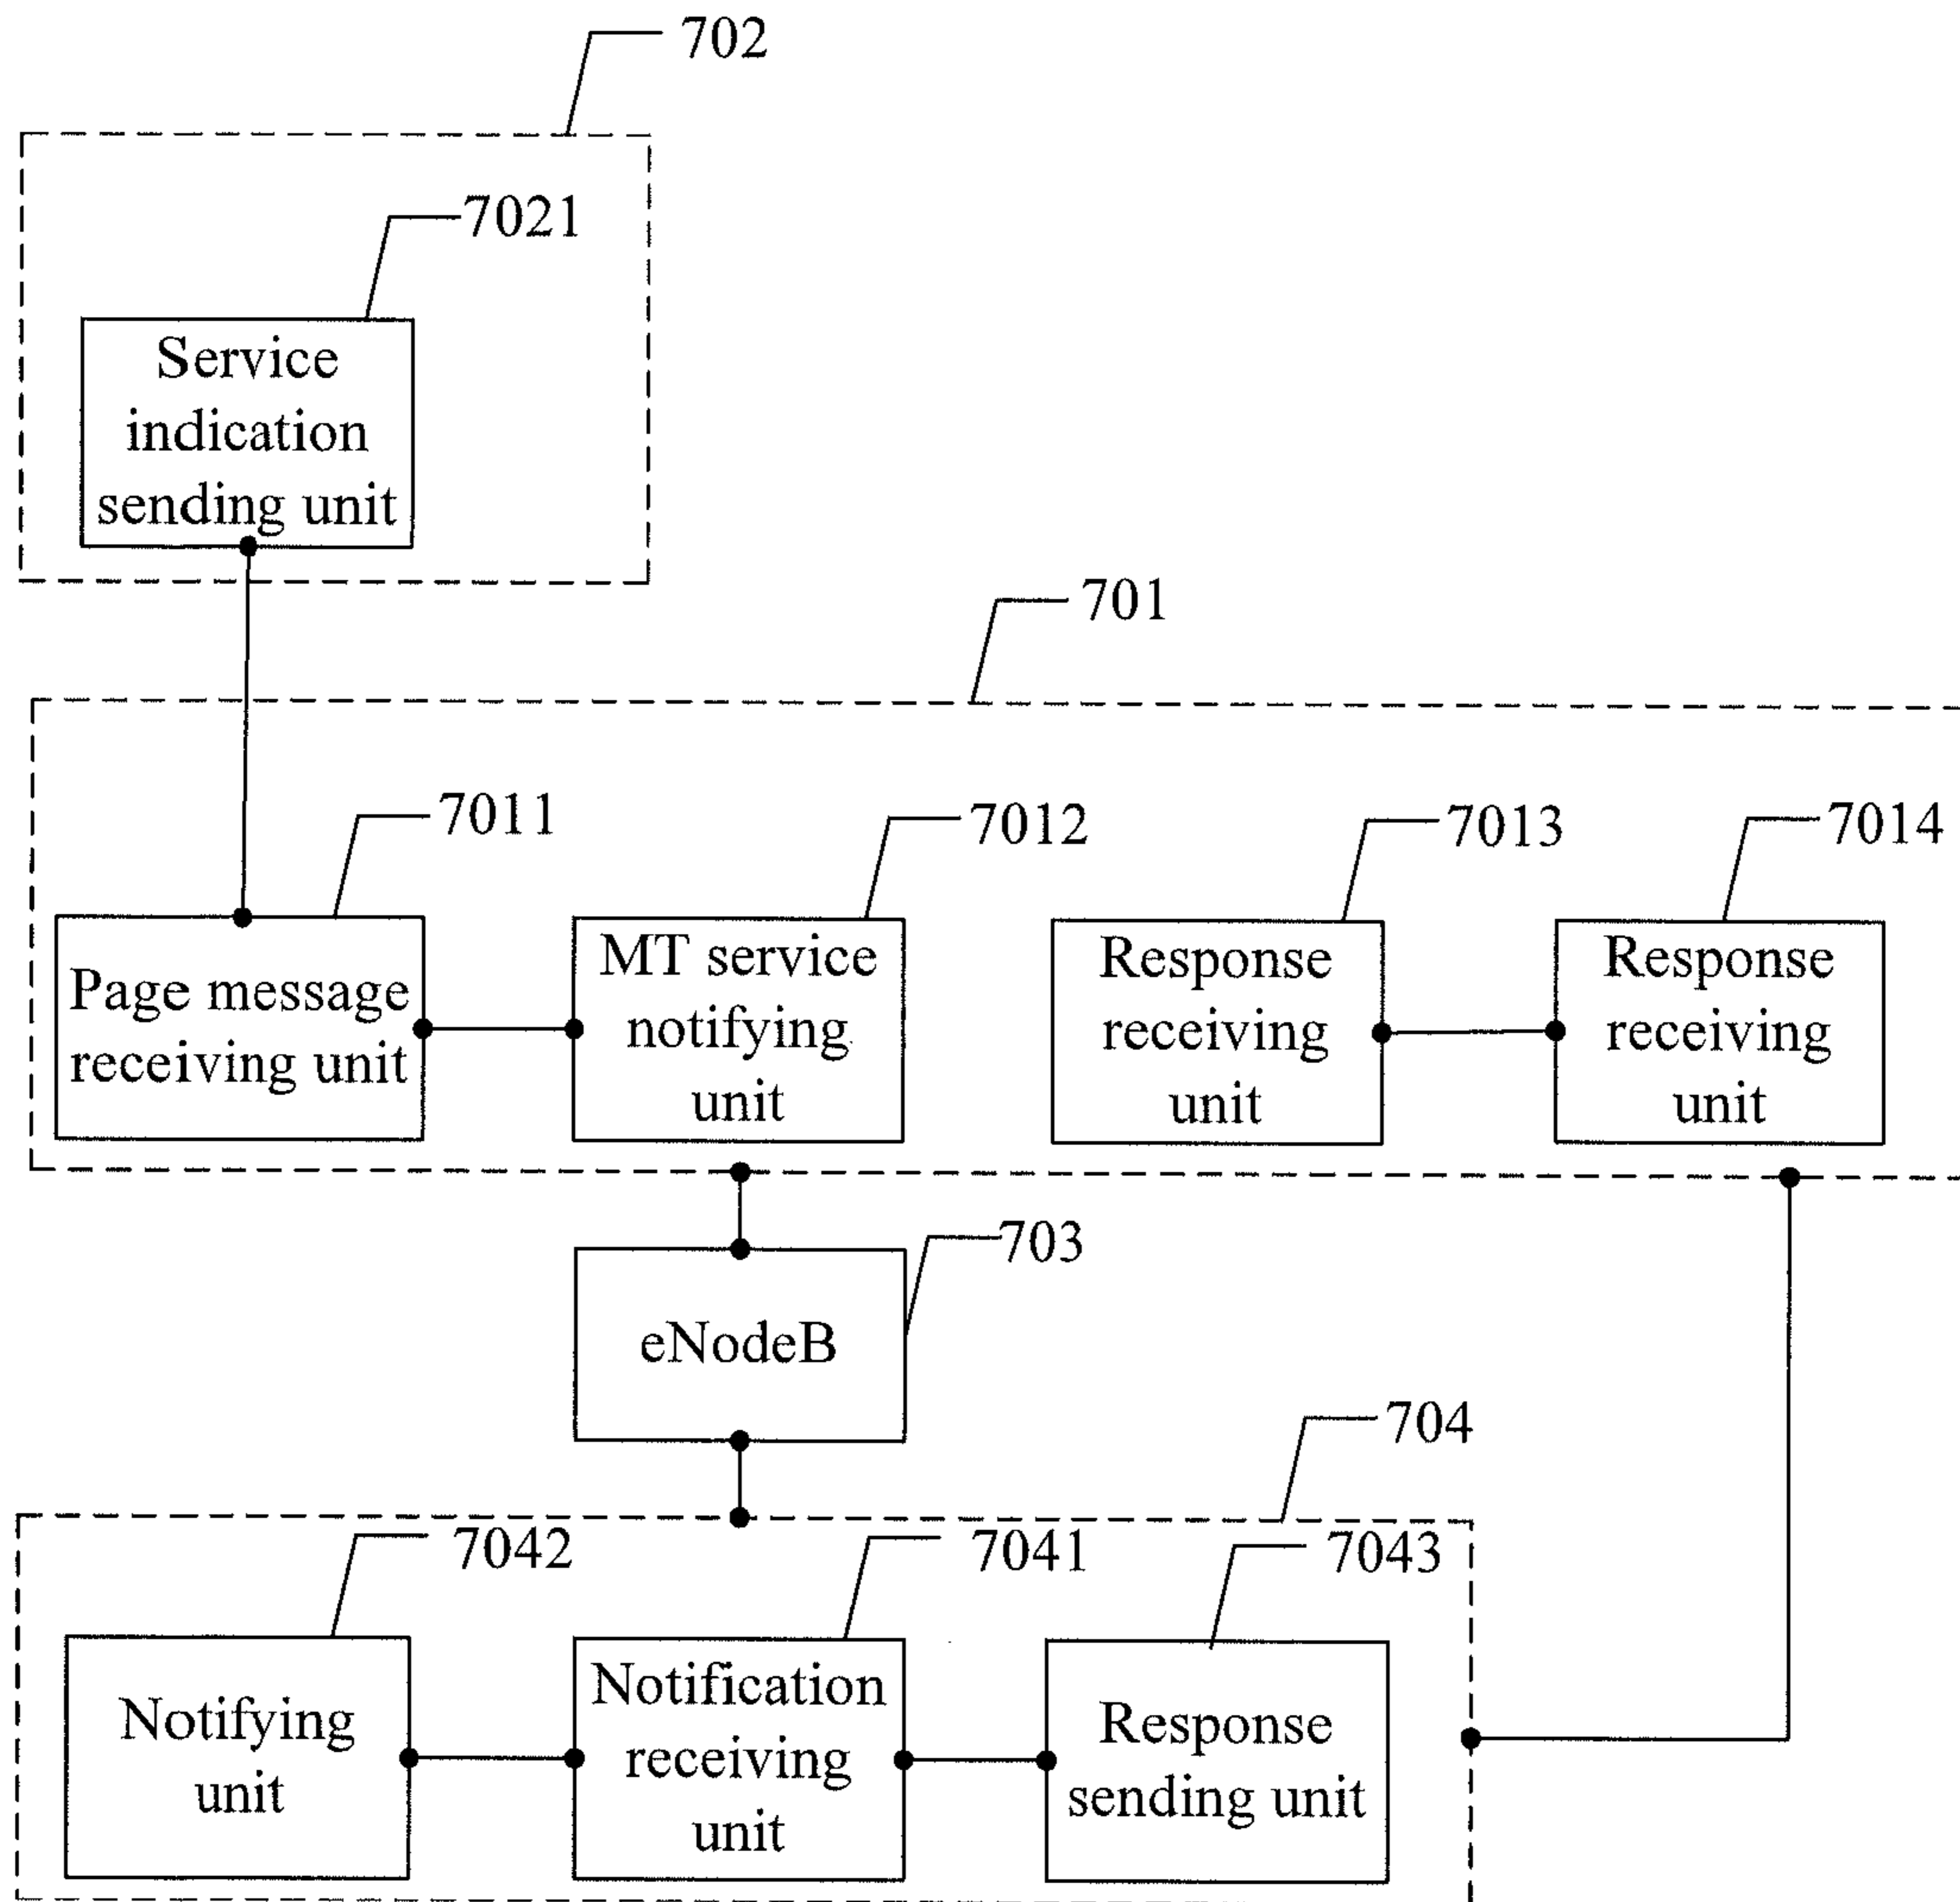 702
7021
Service
indication
sending unit
701
7011
7012
7013
7014
Page message
receiving unit
MT service
notifying
unit
Response
receiving
unit
Response
receiving
unit
703
eNodeB
704
7042
7041
7043
Notifying
unit
Notification
receiving
unit
Response
sending unit